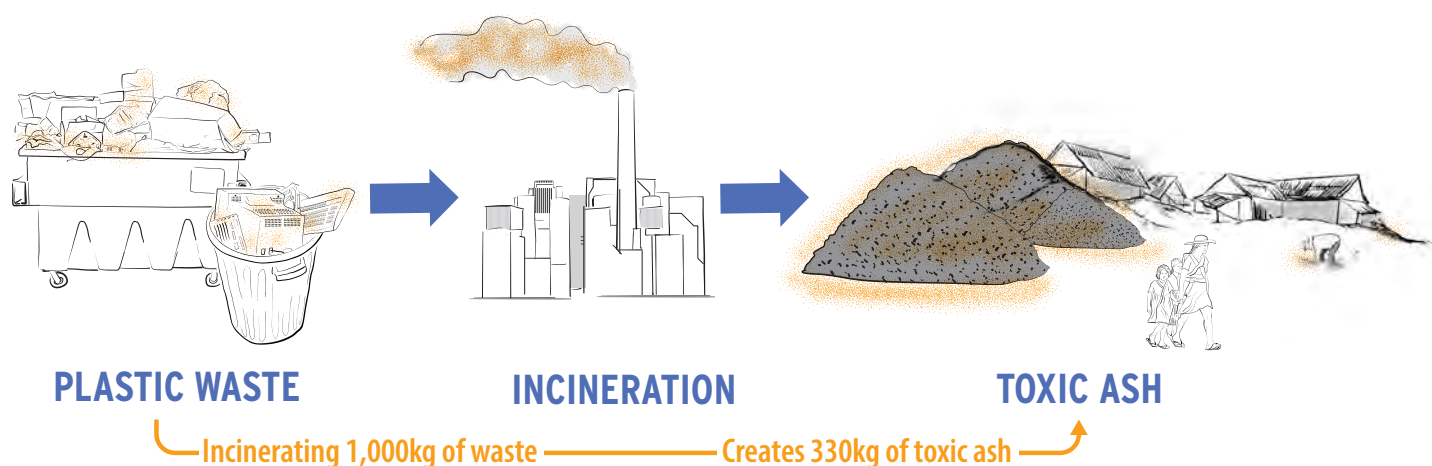 PLASTIC WASTE
INCINERATION
TOXIC ASH
Incinerating 1,000kg of waste
Creates 330kg of toxic ash